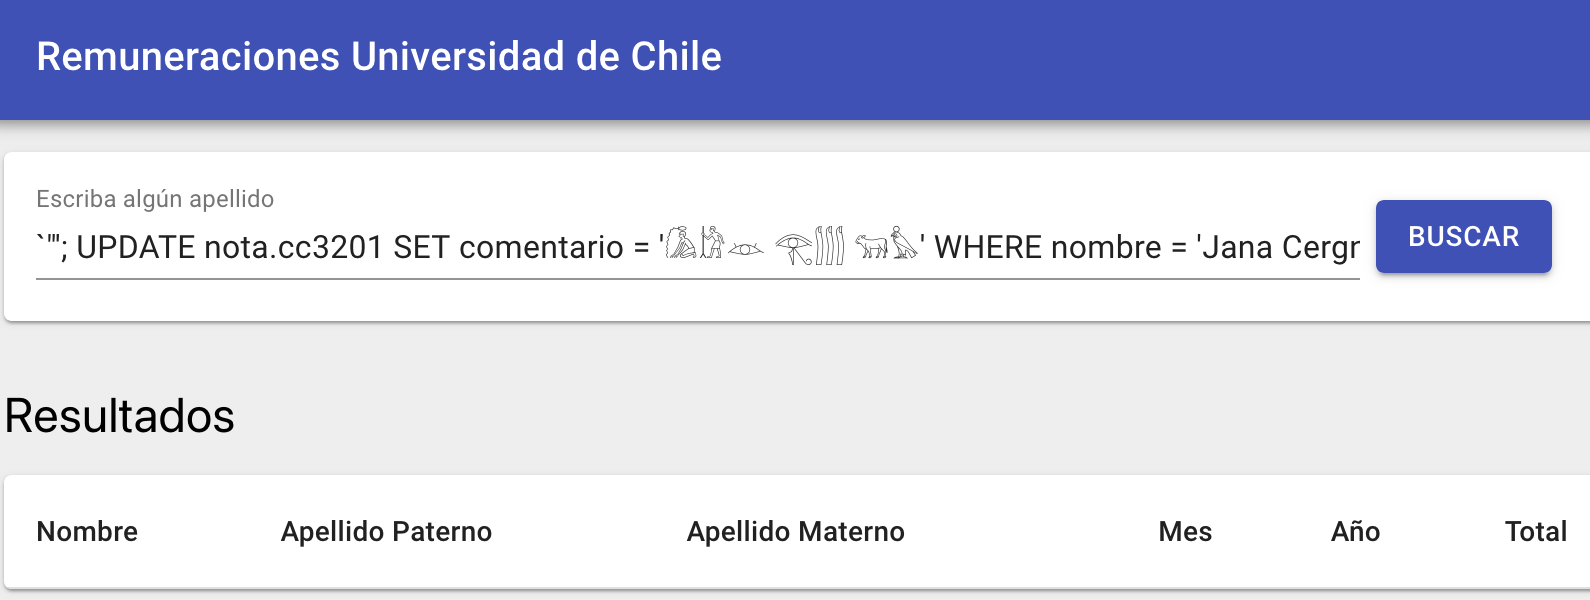 Remuneraciones Universidad de Chile
Escriba algún apellido
`"'; UPDATE nota.cc3201 SET comentario = '' WHERE nombre = 'Jana Cergr
BUSCAR
Resultados
Nombre Apellido Paterno Apellido Materno Mes Año Total